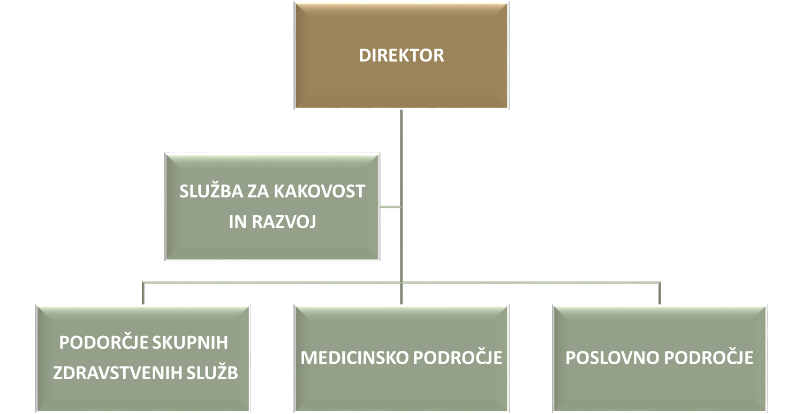 DIREKTOR
SLUŽBA ZA KAKOVOST
IN RAZVOJ
PODORČJE SKUPNIH
ZDRAVSTVENIH SLUŽB
MEDICINSKO PODROČJE
POSLOVNO PODROČJE